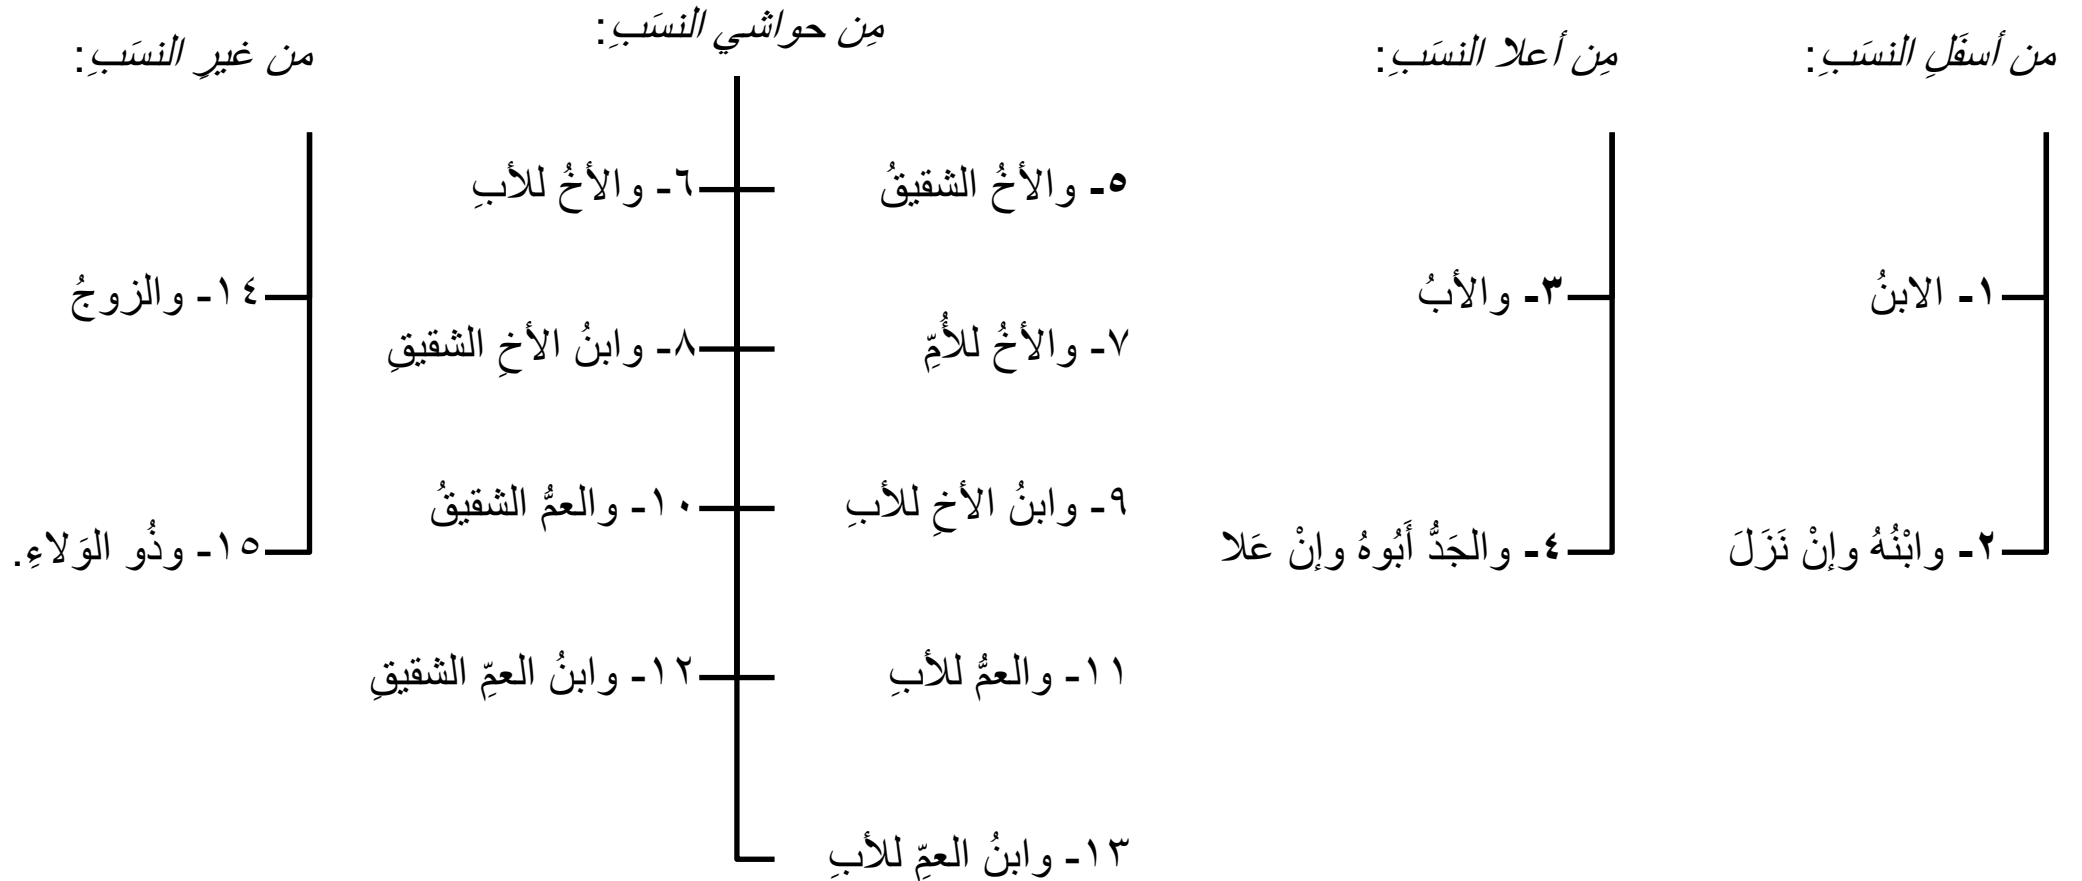 من أسفَلِ النسَبِ:
١- الابنُ
٢- وابْنُهُ وإنْ نَزَلَ
مِن أعلا النسَبِ:
٣- والأبُ
٤- والجَدُّ أَبُوهُ وإنْ عَلا
مِن حواشي النسَبِ:
٥- والأخُ الشقيقُ
٦- والأخُ للأبِ
٧- والأخُ للأُمِّ
٨- وابنُ الأخِ الشقيقِ
٩- وابنُ الأخِ للأبِ
١٠- والعمُّ الشقيقُ
١١- والعمُّ للأبِ
١٢- وابنُ العمِّ الشقيقِ
١٣- وابنُ العمِّ للأبِ
من غيرِ النسَبِ:
١٤- والزوجُ
١٥- وذُو الوَلاءِ.